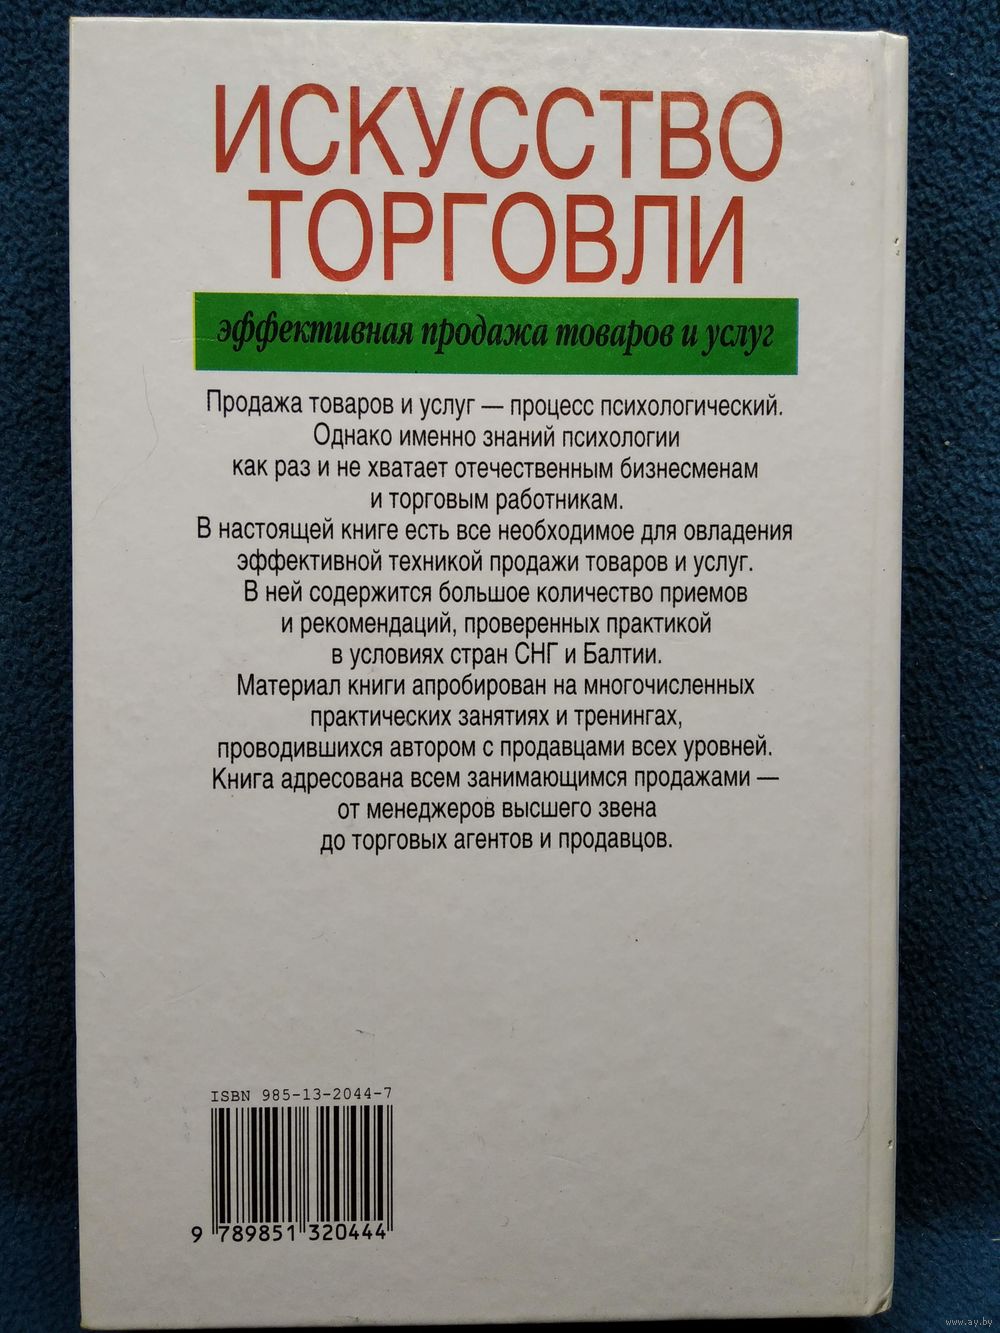 ИСКУССТВО
ТОРГОВЛИ
эффективная продажа товаров и услуг
Продажа товаров и услуг — процесс психологический.
Однако именно знаний психологии
как раз и не хватает отечественным бизнесменам
и торговым работникам.
В настоящей книге есть все необходимое для овладения
эффективной техникой продажи товаров и услуг.
В ней содержится большое количество приемов
и рекомендаций, проверенных практикой
в условиях стран СНГ и Балтии.
Материал книги апробирован на многочисленных
практических занятиях и тренингах,
проводившихся автором с продавцами всех уровней.
Книга адресована всем занимающимся продажами —
от менеджеров высшего звена
до торговых агентов и продавцов.
ISBN 985-13-2044-7
9 789851 320444
www.ay.by